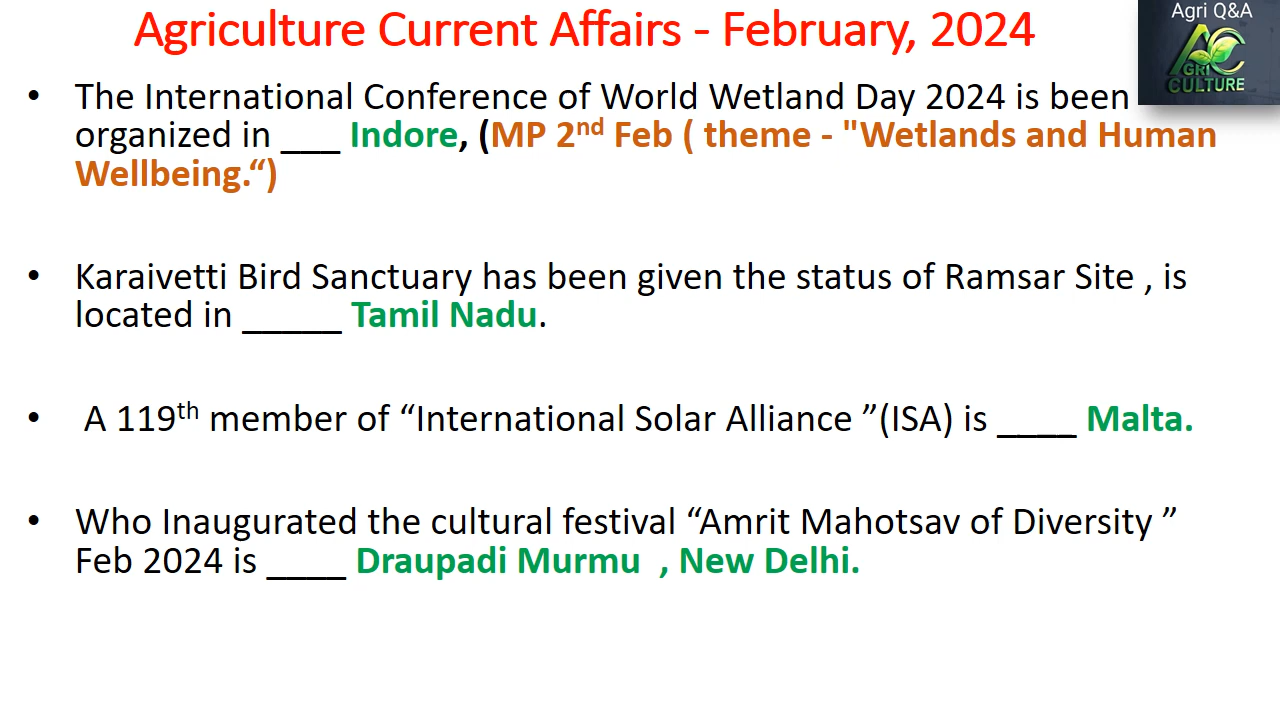 Agriculture Current Affairs - February, 2024
Agri Q&A
AC
GRI
CULTURE
• The International Conference of World Wetland Day 2024 is been
organized in ___ Indore, (MP 2nd Feb ( theme - "Wetlands and Human
Wellbeing.“)
• Karaivetti Bird Sanctuary has been given the status of Ramsar Site , is
located in _____ Tamil Nadu.
• A 119th member of “International Solar Alliance ”(ISA) is ____ Malta.
• Who Inaugurated the cultural festival “Amrit Mahotsav of Diversity ”
Feb 2024 is ____ Draupadi Murmu , New Delhi.